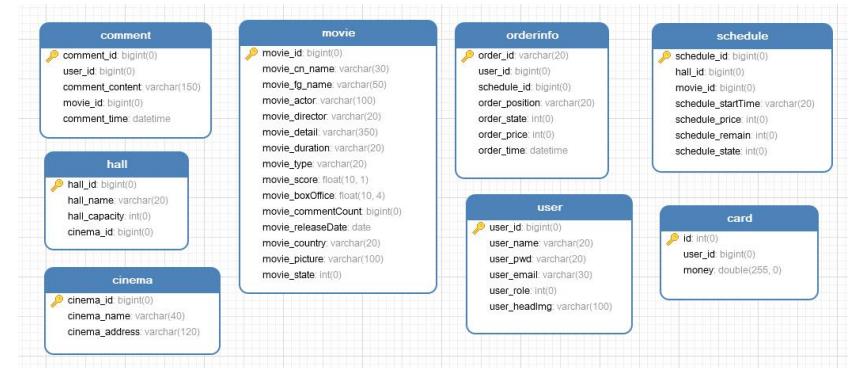 comment
comment_id: bigint(0)
user_id: bigint(0)
comment_content: varchar(150)
movie_id: bigint(0)
comment_time: datetime
hall
hall_id: bigint(0)
hall_name: varchar(20)
hall_capacity: int(0)
cinema_id: bigint(0)
cinema
cinema_id: bigint(0)
cinema_name: varchar(40)
cinema_address: varchar(120)
movie
movie_id: bigint(0)
movie_cn_name: varchar(30)
movie_fg_name: varchar(50)
movie_actor: varchar(100)
movie_director: varchar(20)
movie_detail: varchar(350)
movie_duration: varchar(20)
movie_type: varchar(20)
movie_score: float(10, 1)
movie_boxOffice: float(10, 4)
movie_commentCount: bigint(0)
movie_releaseDate: date
movie_country: varchar(20)
movie_picture: varchar(100)
movie_state: int(0)
orderinfo
order_id: varchar(20)
user_id: bigint(0)
schedule_id: bigint(0)
order_position: varchar(20)
order_state: int(0)
order_price: int(0)
order_time: datetime
user
user_id: bigint(0)
user_name: varchar(20)
user_pwd: varchar(20)
user_email: varchar(30)
user_role: int(0)
user_headImg: varchar(100)
schedule
schedule_id: bigint(0)
hall_id: bigint(0)
movie_id: bigint(0)
schedule_startTime: varchar(20)
schedule_price: int(0)
schedule_remain: int(0)
schedule_state: int(0)
card
id: int(0)
user_id: bigint(0)
money: double(255, 0)